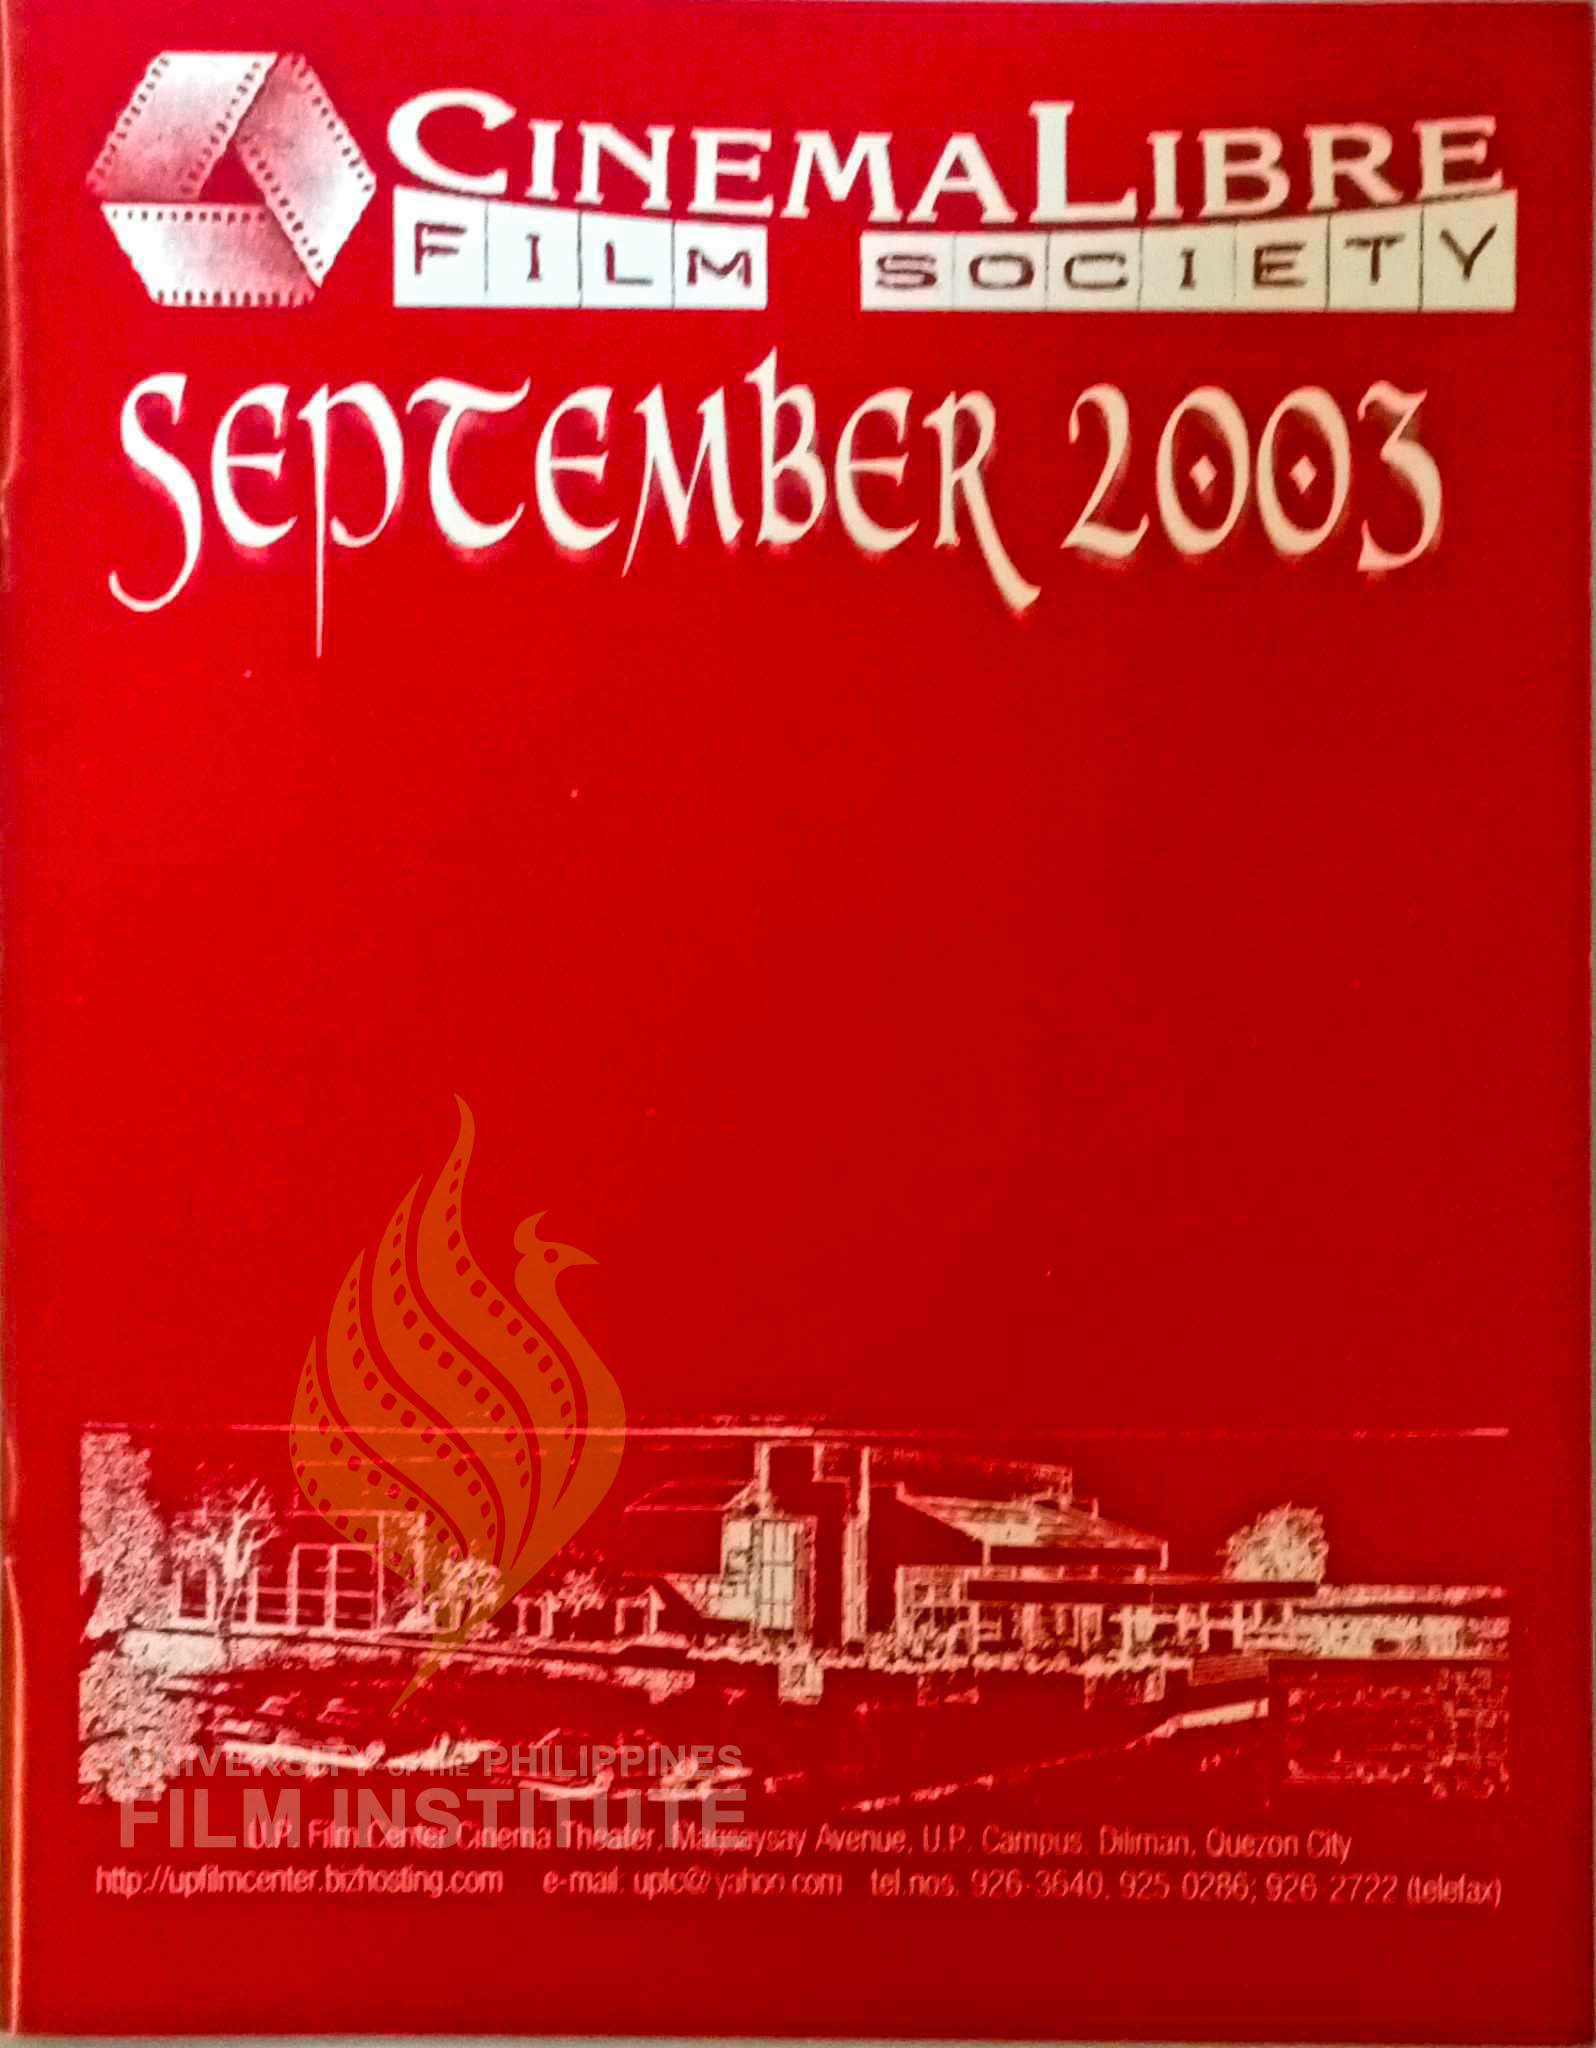 CINEMALIBRE
FILM SOCIETY
SEPTEMBER 2003
UNIVERSITY OF THE PHILIPPINES
FILM INSTITUTE
U.P. Film Center Cinema Theater, Magsaysay Avenue, U.P. Campus, Diliman, Quezon City
http://upfilmcenter.bizhosting.com e-mail: upfc@yahoo.com tel.nos. 926-3640, 925-0286; 926-2722 (telefax)